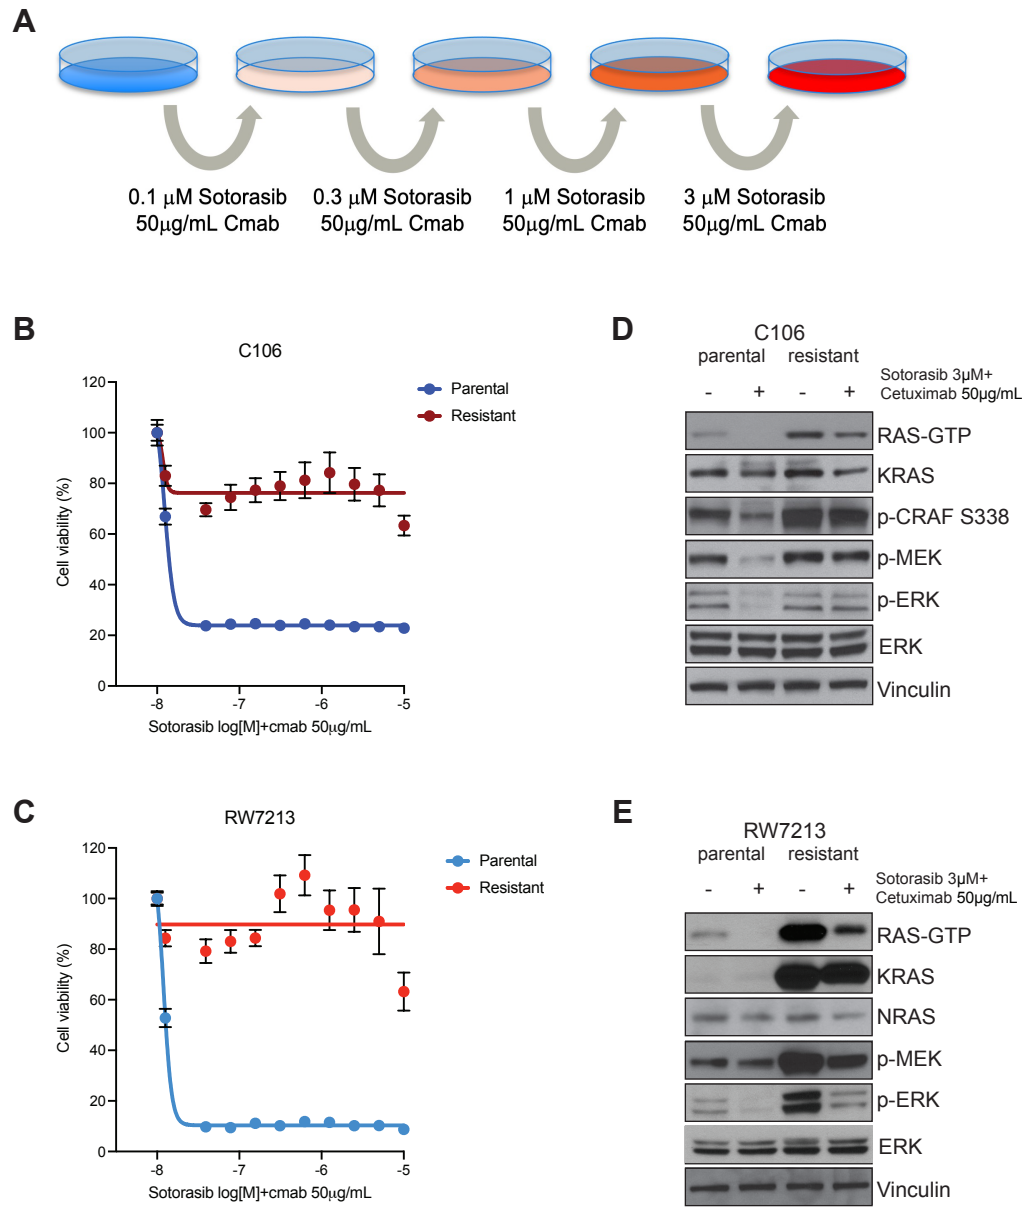 A
0.1 μM Sotorasib
50μg/mL Cmab
0.3 μM Sotorasib
50μg/mL Cmab
1 μM Sotorasib
50μg/mL Cmab
3 μM Sotorasib
50μg/mL Cmab
B
C106
Cell viability (%)
120
100
80
60
40
20
0
-8
-7
-6
-5
Sotorasib log[M]+cmab 50μg/mL
Parental
Resistant
D
C106
parental
resistant
- + - +
Sotorasib 3μM+
Cetuximab 50μg/mL
RAS-GTP
KRAS
p-CRAF S338
p-MEK
p-ERK
ERK
Vinculin
C
RW7213
Cell viability (%)
120
100
80
60
40
20
0
-8
-7
-6
-5
Sotorasib log[M]+cmab 50μg/mL
Parental
Resistant
E
RW7213
parental
resistant
- + - +
Sotorasib 3μM+
Cetuximab 50μg/mL
RAS-GTP
KRAS
NRAS
p-MEK
p-ERK
ERK
Vinculin